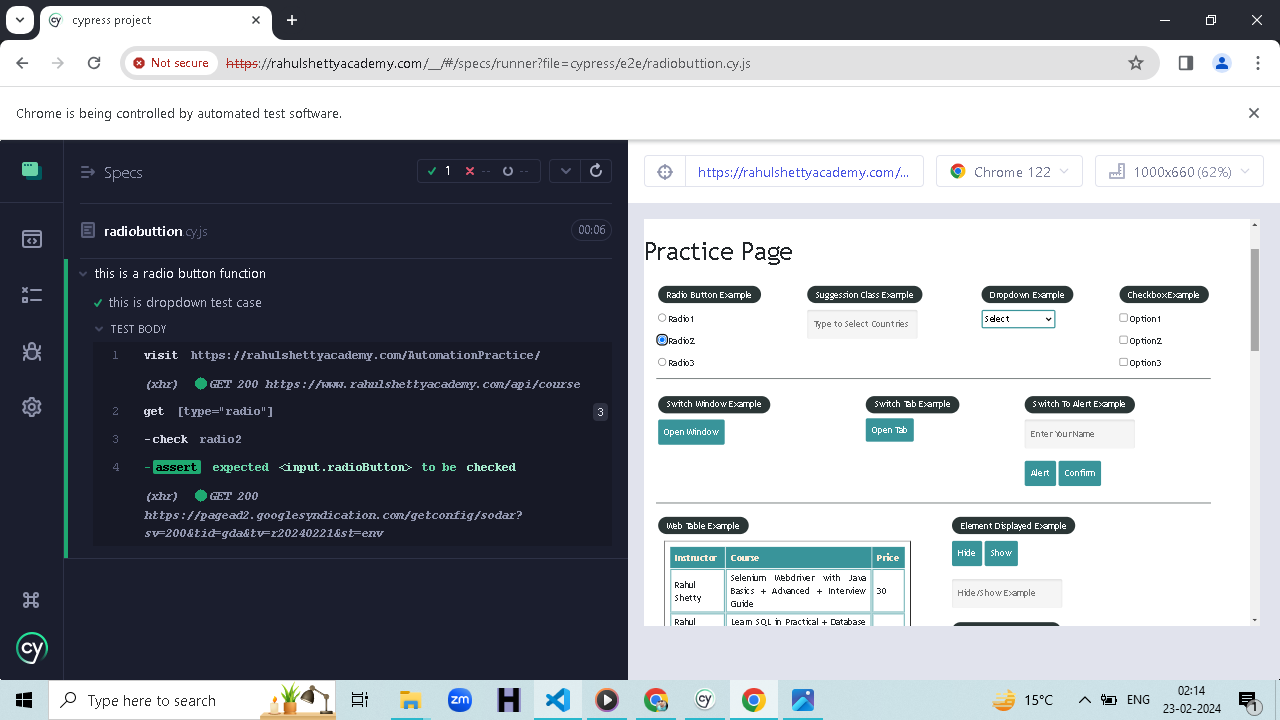 cypress project
Not secure
https://rahulshettyacademy.com/__/#/specs/runner?file=cypress/e2e/radiobuttion.cy.js
Chrome is being controlled by automated test software.
Specs
1 -- --
radiobuttion.cy.js
00:06
this is a radio button function
this is dropdown test case
TEST BODY
1 visit https://rahulshettyacademy.com/AutomationPractice/
(xhr) GET 200 https://www.rahulshettyacademy.com/api/course
2 get [type="radio"] 3
3 -check radio2
4 -assert expected <input.radioButton> to be checked
(xhr) GET 200
https://pagead2.googlesyndication.com/getconfig/sodar?
sv=200&tid=gda&tv=r20240221&st=env
cy
https://rahulshettyacademy.com/...
Chrome 122
1000x660 (62%)
Practice Page
Radio Button Example
Suggession Class Example
Dropdown Example
Checkbox Example
Radio1
Type to Select Countries
Select
Option1
Radio2
Option2
Radio3
Option3
Switch Window Example
Switch Tab Example
Switch To Alert Example
Open Window
Open Tab
Enter Your Name
Alert Confirm
Web Table Example
Element Displayed Example
Instructor Course Price
Hide Show
Rahul Shetty
Selenium Webdriver with Java
Basics + Advanced + Interview
Guide
30
Hide/Show Example
Rahul
Learn SQL in Practical + Database
Type here to search
zm
H
cy
15°C
ENG
02:14
23-02-2024
1